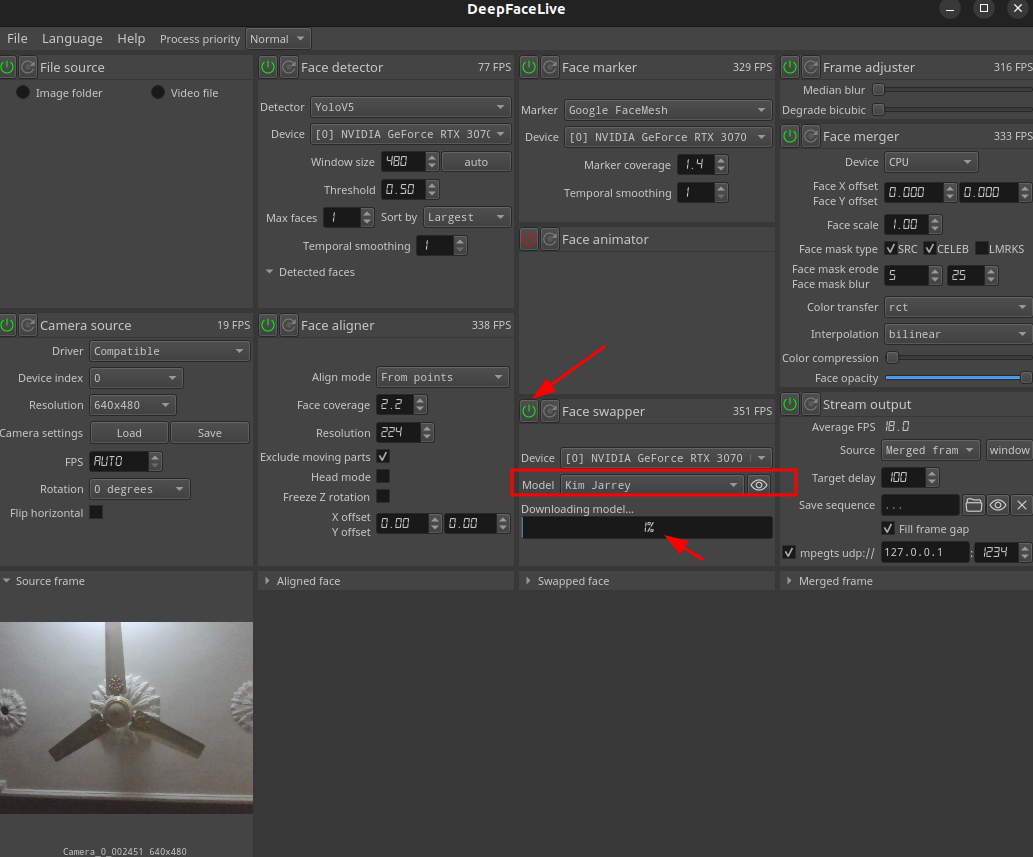 DeepFaceLive
File Language Help Process priority Normal
File source
Image folder Video file
Camera source 19 FPS
Driver Compatible
Device index 0
Resolution 640x480
Camera settings Load Save
FPS AUTO
Rotation 0 degrees
Flip horizontal
Face detector 77 FPS
Detector YoloV5
Device [0] NVIDIA GeForce RTX 307(
Window size 480 auto
Threshold 0.50
Max faces 1 Sort by Largest
Temporal smoothing 1
Detected faces
Face aligner 338 FPS
Align mode From points
Face coverage 2.2
Resolution 224
Exclude moving parts
Head mode
Freeze Z rotation
X offset
Y offset
0.00 0.00
Face marker 329 FPS
Marker Google FaceMesh
Device [0] NVIDIA GeForce RTX 3070
Marker coverage 1.4
Temporal smoothing 1
Face animator
Face swapper 351 FPS
Device [0] NVIDIA GeForce RTX 3070
Model Kim Jarrey
Downloading model...
1%
Frame adjuster 316 FPS
Median blur
Degrade bicubic
Face merger 333 FPS
Device CPU
Face X offset
Face Y offset
0.000 0.000
Face scale 1.00
Face mask type SRC CELEB LMRKS
Face mask erode
Face mask blur
5 25
Color transfer rct
Interpolation bilinear
Color compression
Face opacity
Stream output
Average FPS 18.0
Source Merged fram window
Target delay 100
Save sequence ...
Fill frame gap
mpegts udp:// 127.0.0.1 : 1234
Source frame
Aligned face
Swapped face
Merged frame
Camera_0_002451 640x480